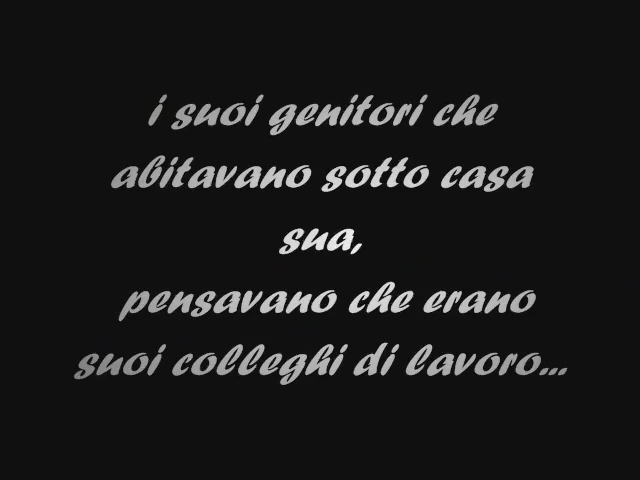 i suoi genitori che
abitavano sotto casa
sua,
pensavano che erano
suoi colleghi di lavoro...